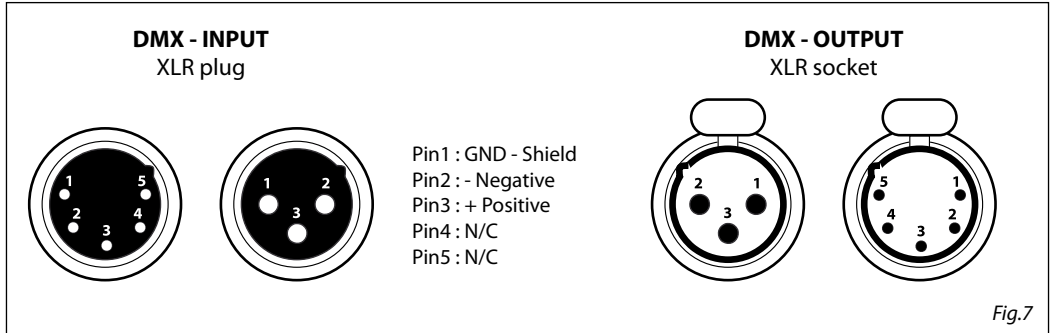 DMX - INPUT
XLR plug
1 5
2 4
3
1 2
3
Pin1 : GND - Shield
Pin2 : - Negative
Pin3 : + Positive
Pin4 : N/C
Pin5 : N/C
DMX - OUTPUT
XLR socket
2 1
3
5 1
4 2
3
Fig.7